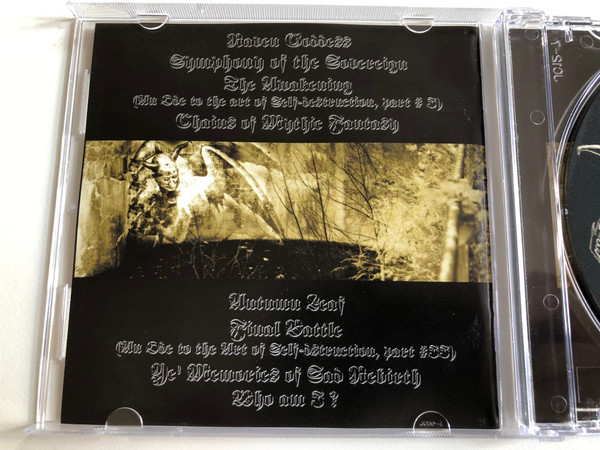 Raven Goddess
Symphony of the Sovereign
The Awakening
(An Ode to the art of Self-destruction, part # I)
Chains of Mythic Fantasy
Autumn Leaf
Final Battle
(An Ode to the Art of Self-dstruction, part #II)
Ye' Memories of Sad Rebirth
Who am I ?